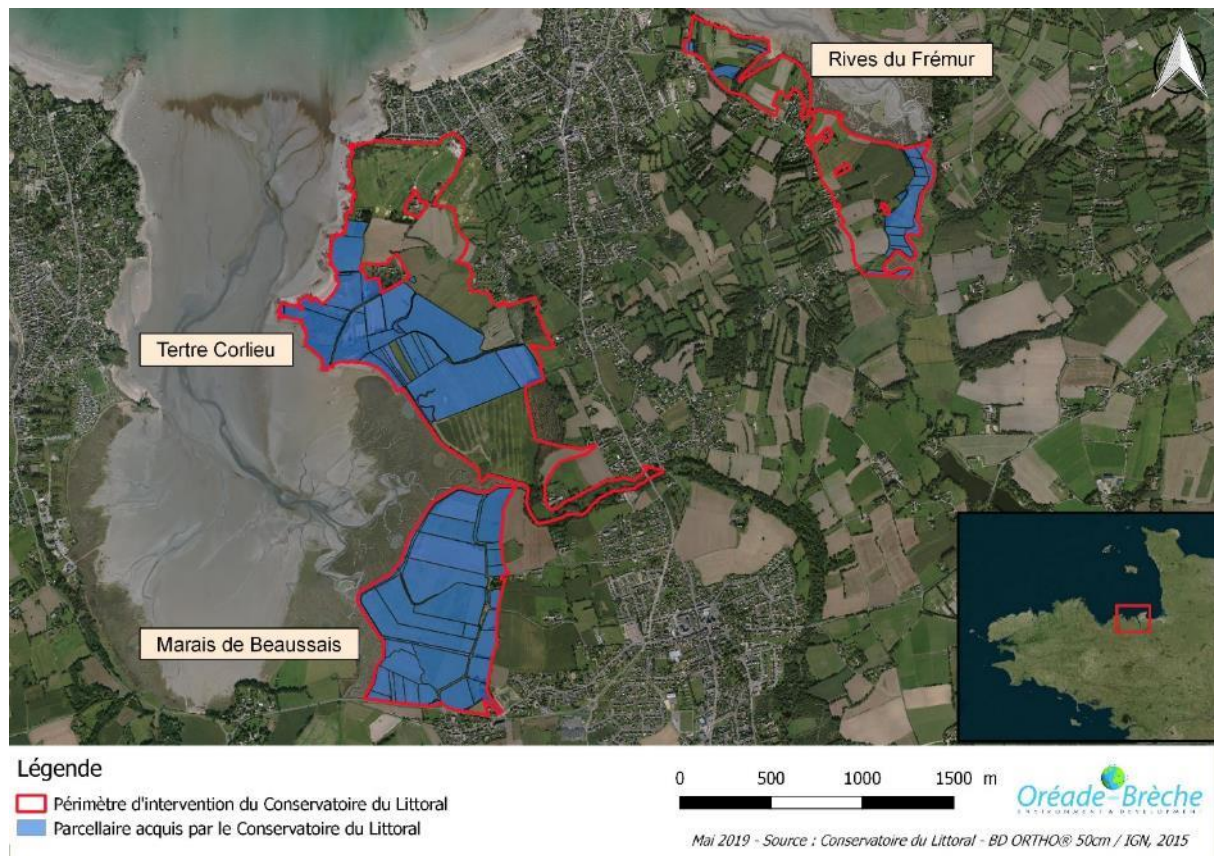 Rives du Frémur
Tertre Corlieu
Marais de Beaussais
Légende
Périmètre d'intervention du Conservatoire du Littoral
Parcellaire acquis par le Conservatoire du Littoral
0 500 1000 1500 m
Oréade-Brèche
ENVIRONNEMENT & DEVELOPPEMENT
Mai 2019 - Source : Conservatoire du Littoral - BD ORTHO® 50cm / IGN, 2015